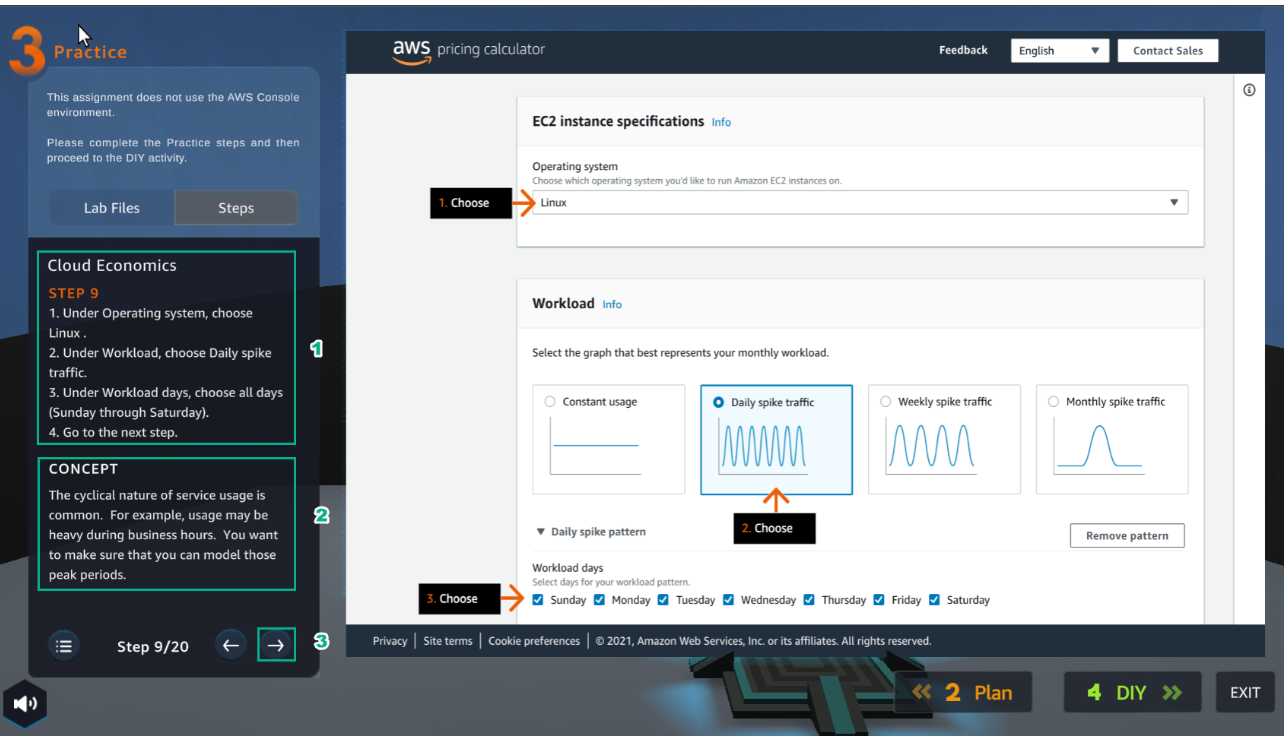 3 Practice
This assignment does not use the AWS Console
environment.
Please complete the Practice steps and then
proceed to the DIY activity.
Lab Files
Steps
Cloud Economics
STEP 9
1. Under Operating system, choose
Linux .
2. Under Workload, choose Daily spike
traffic.
3. Under Workload days, choose all days
(Sunday through Saturday).
4. Go to the next step.
1
CONCEPT
The cyclical nature of service usage is
common. For example, usage may be
heavy during business hours. You want
to make sure that you can model those
peak periods.
2
Step 9/20
3
aws pricing calculator
Feedback
English
Contact Sales
EC2 instance specifications Info
Operating system
Choose which operating system you'd like to run Amazon EC2 instances on.
1. Choose
Linux
Workload Info
Select the graph that best represents your monthly workload.
Constant usage
Daily spike traffic
Weekly spike traffic
Monthly spike traffic
2. Choose
Daily spike pattern
Remove pattern
Workload days
Select days for your workload pattern.
3. Choose
Sunday Monday Tuesday Wednesday Thursday Friday Saturday
Privacy | Site terms | Cookie preferences | © 2021, Amazon Web Services, Inc. or its affiliates. All rights reserved.
2 Plan
4 DIY
EXIT